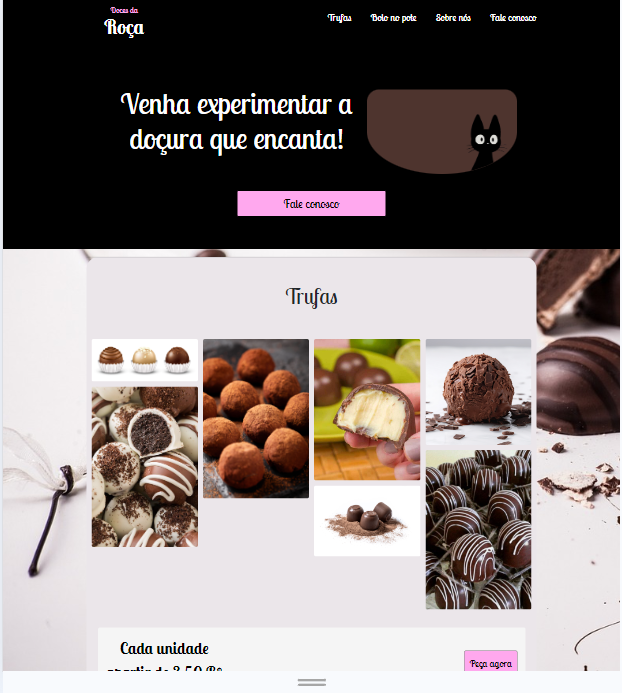 Doces da
Roça
Trufas Bolo no pote Sobre nós Fale conosco
Venha experimentar a
doçura que encanta!
Fale conosco
Trufas
Cada unidade
Peça agora